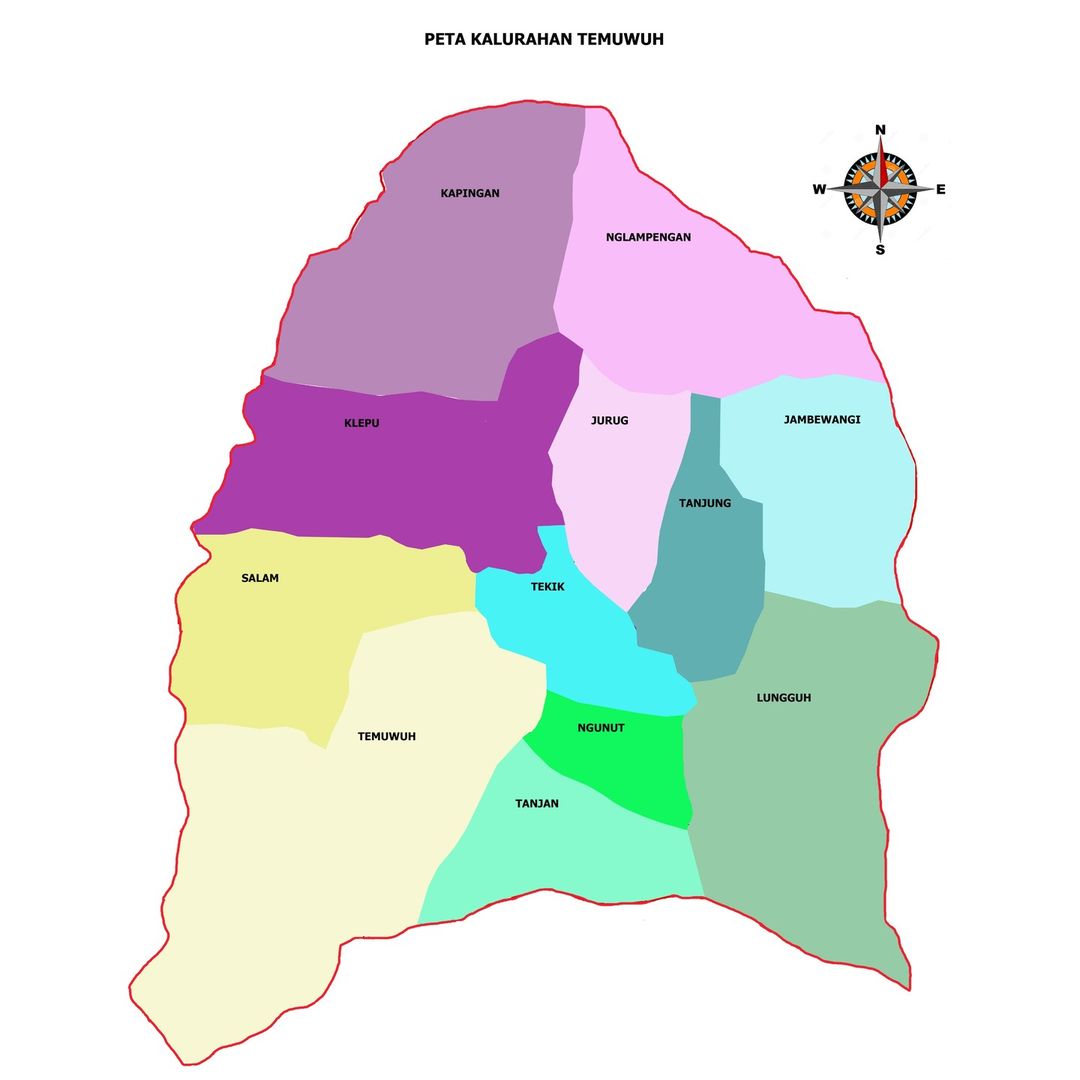 PETA KALURAHAN TEMUWUH
N
W
E
S
KAPINGAN
NGLAMPENGAN
KLEPU
JURUG
JAMBEWANGI
TANJUNG
SALAM
TEKIK
LUNGGUH
NGUNUT
TEMUWUH
TANJAN